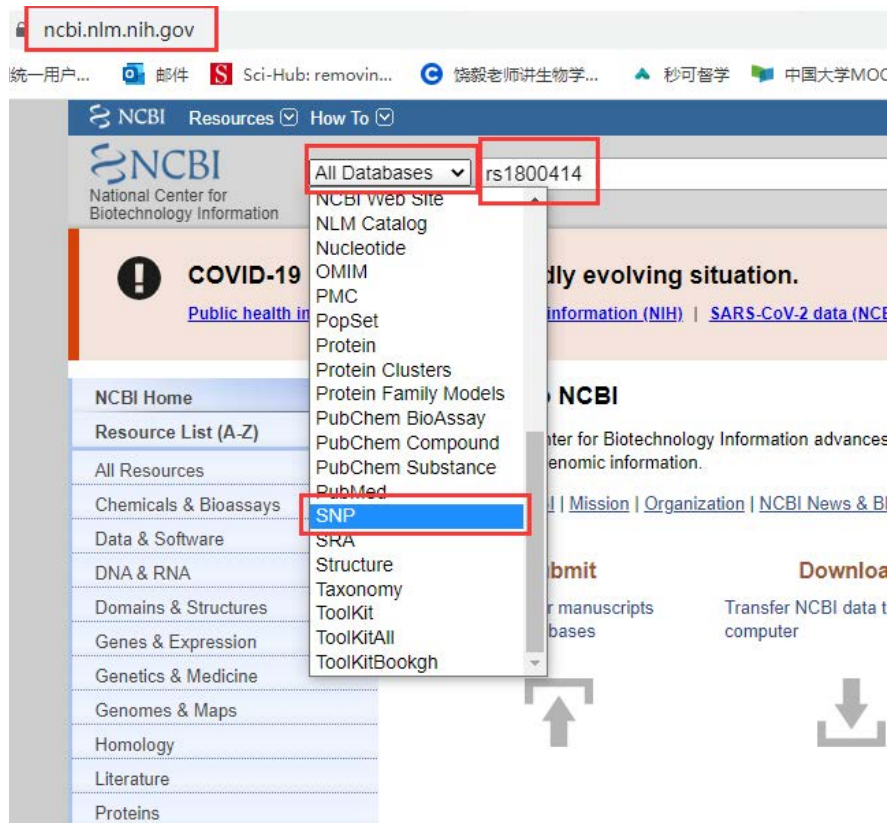 ncbi.nlm.nih.gov
统一用户... 邮件 S Sci-Hub: removin... 饶毅老师讲生物学... 秒可督学 中国大学MOO
NCBI Resources How To
NCBI
National Center for
Biotechnology Information
All Databases rs1800414
NCBI Web Site
NLM Catalog
Nucleotide
OMIM
PMC
PopSet
Protein
Protein Clusters
Protein Family Models
PubChem BioAssay
PubChem Compound
PubChem Substance
PubMed
SNP
SRA
Structure
Taxonomy
ToolKit
ToolKitAll
ToolKitBookgh
COVID-19 dly evolving situation.
Public health in information (NIH) | SARS-CoV-2 data (NCB
NCBI Home
Resource List (A-Z)
All Resources
Chemicals & Bioassays
Data & Software
DNA & RNA
Domains & Structures
Genes & Expression
Genetics & Medicine
Genomes & Maps
Homology
Literature
Proteins
NCBI
nter for Biotechnology Information advances
enomic information.
| Mission | Organization | NCBI News & Bl
bmit
r manuscripts
bases
Downloa
Transfer NCBI data t
computer